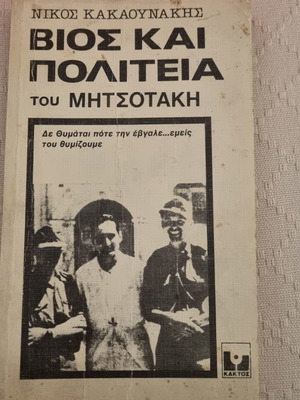 ΝΙΚΟΣ ΚΑΚΑΟΥΝΑΚΗΣ
ΒΙΟΣ ΚΑΙ
ΠΟΛΙΤΕΙΑ
του ΜΗΤΣΟΤΑΚΗ
Δε Θυμάται πότε την έβγαλε...εμείς
του θυμίζουμε
ΚΑΚΤΟΣ